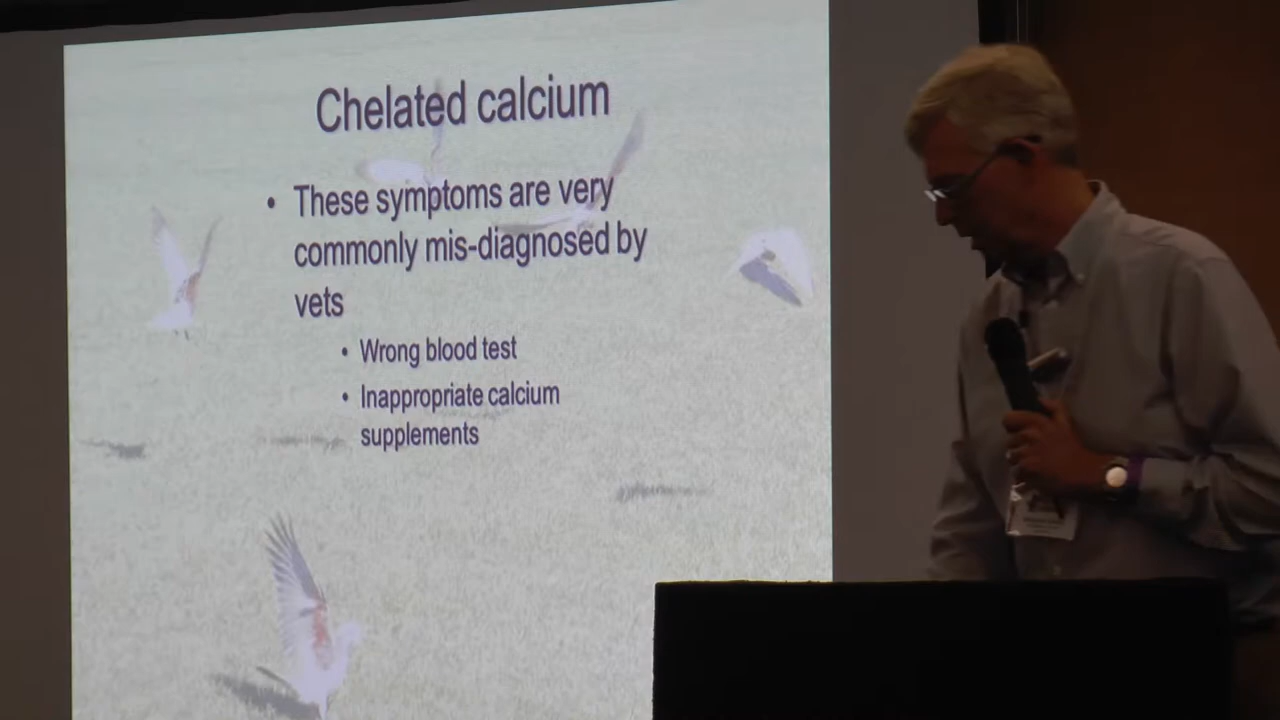 Chelated calcium
• These symptoms are very
commonly mis-diagnosed by
vets
• Wrong blood test
• Inappropriate calcium
supplements